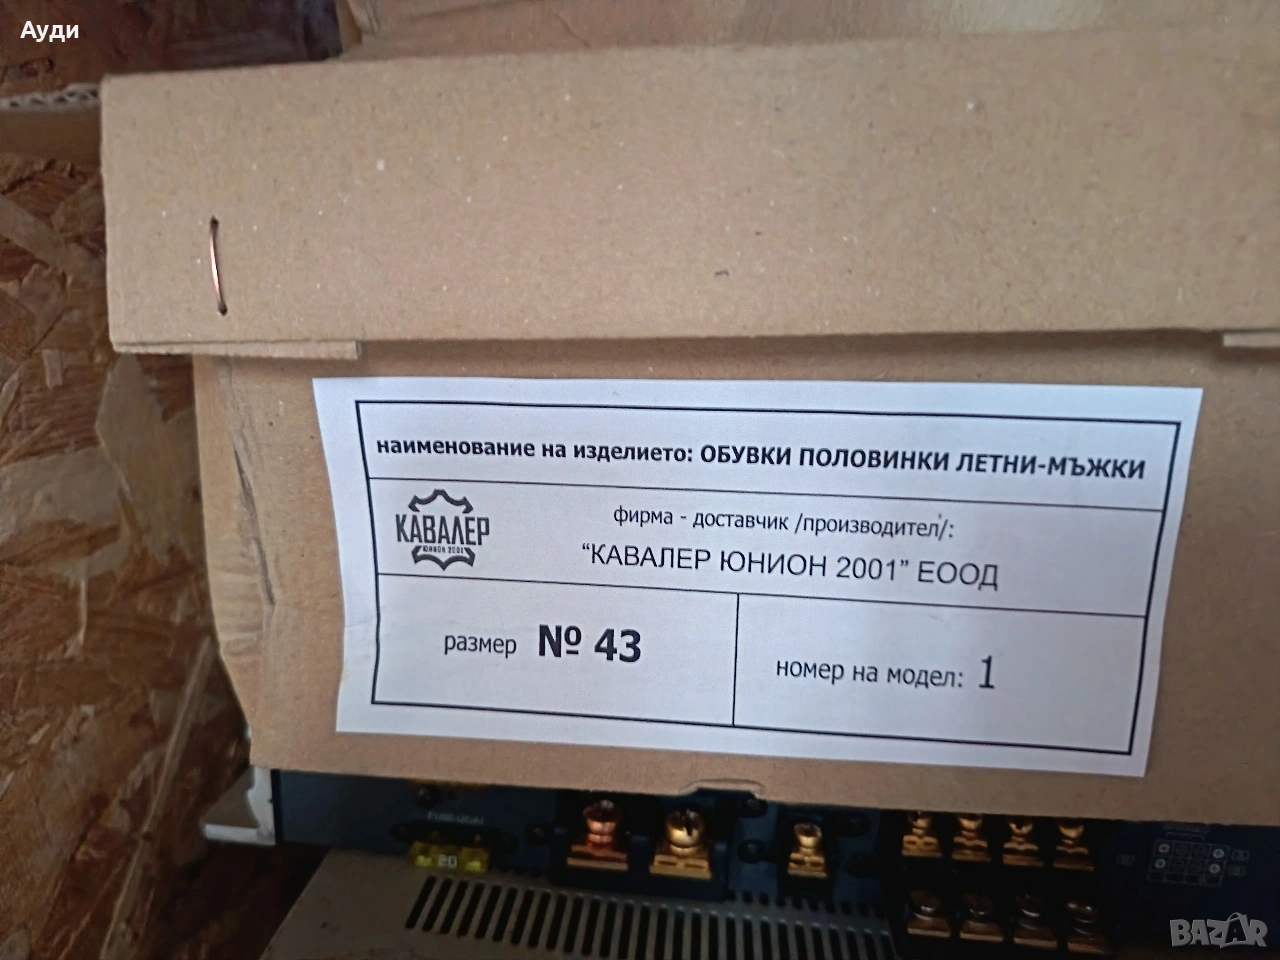 Ауди
наименование на изделието: ОБУВКИ ПОЛОВИНКИ ЛЕТНИ-МЪЖКИ
КАВАЛЕР
ЮНИОН 2001
фирма - доставчик /производител/:
“КАВАЛЕР ЮНИОН 2001” ЕООД
размер № 43
номер на модел: 1
20
BAZAR